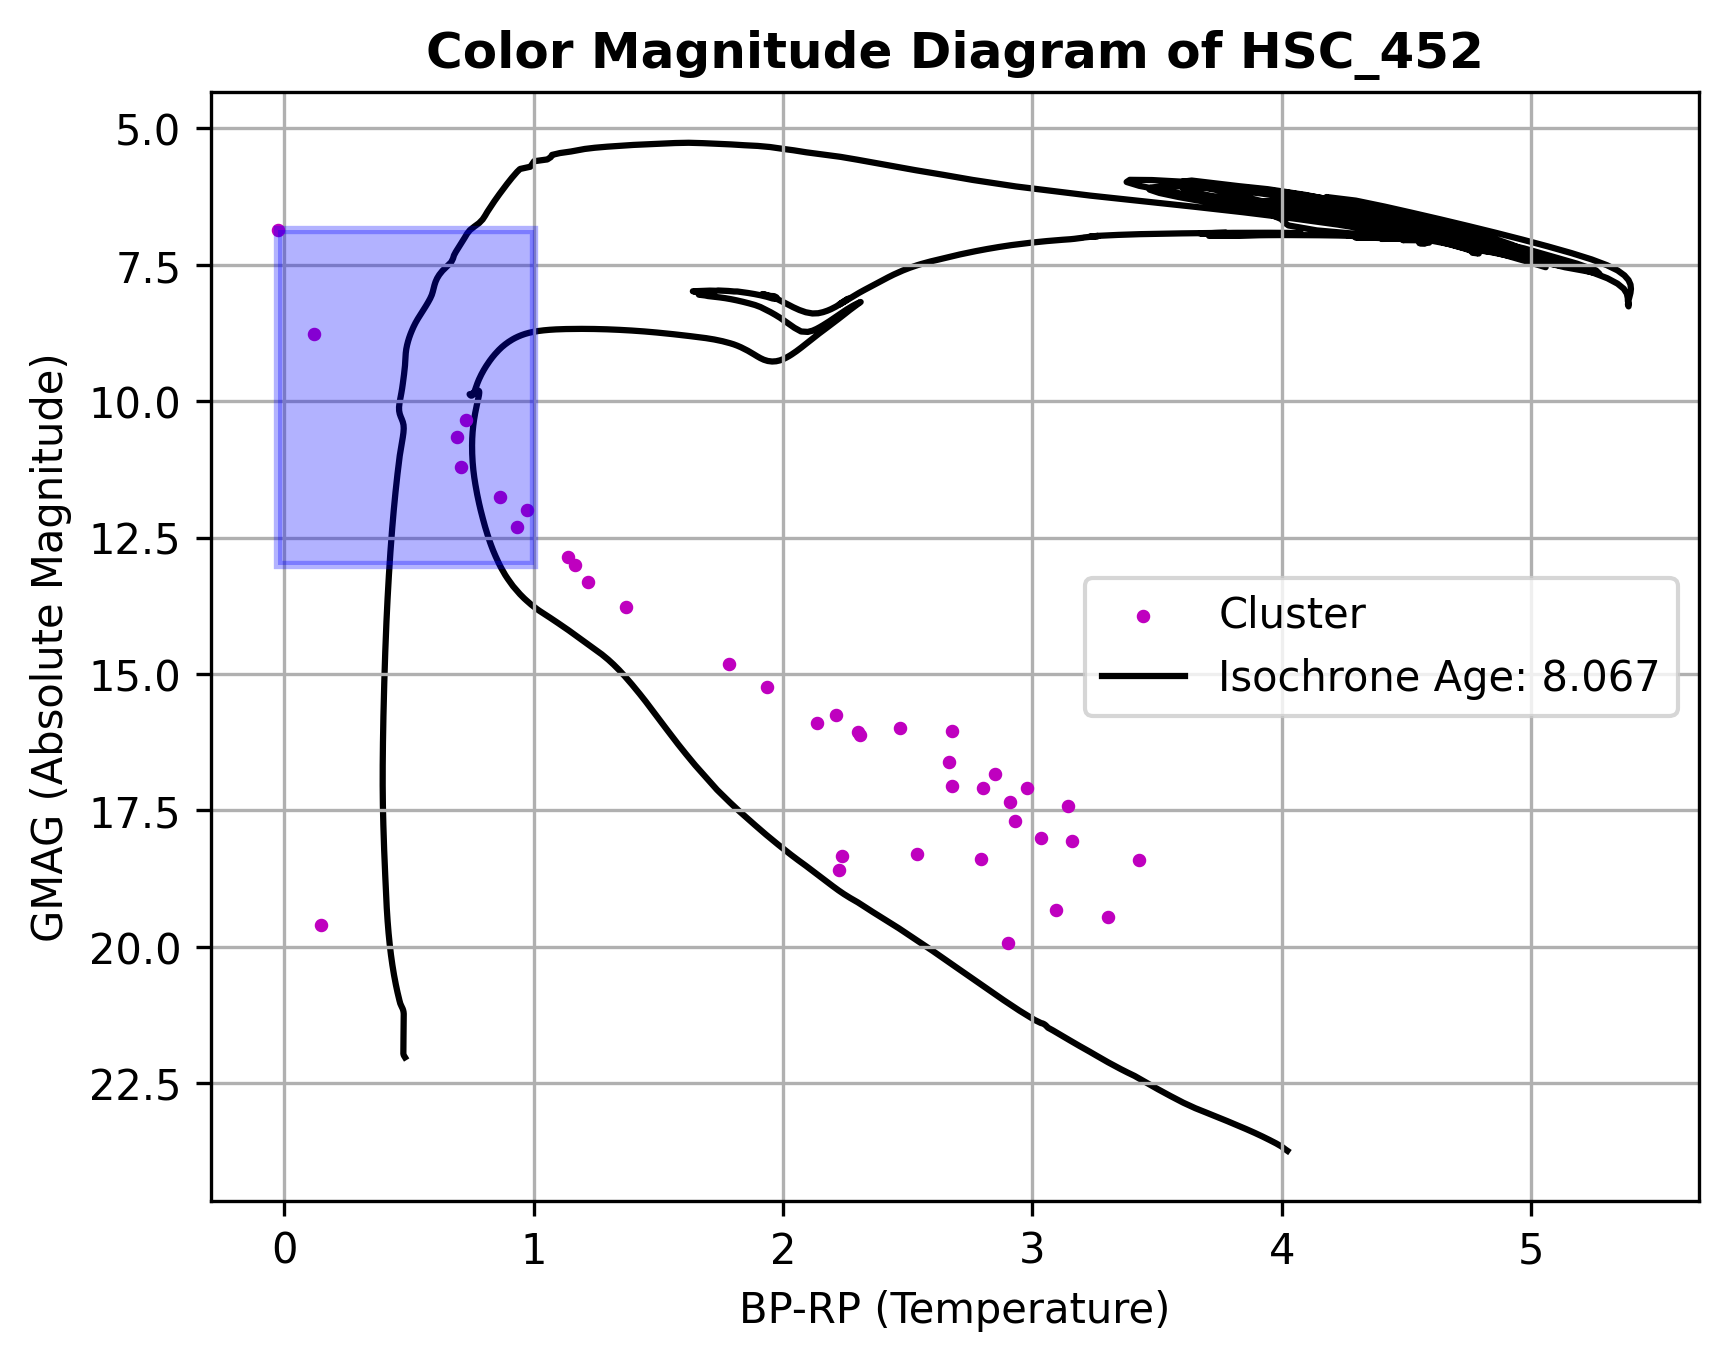 Color Magnitude Diagram of HSC_452
GMAG (Absolute Magnitude)
5.0
7.5
10.0
12.5
15.0
17.5
20.0
22.5
Cluster
Isochrone Age: 8.067
0 1 2 3 4 5
BP-RP (Temperature)